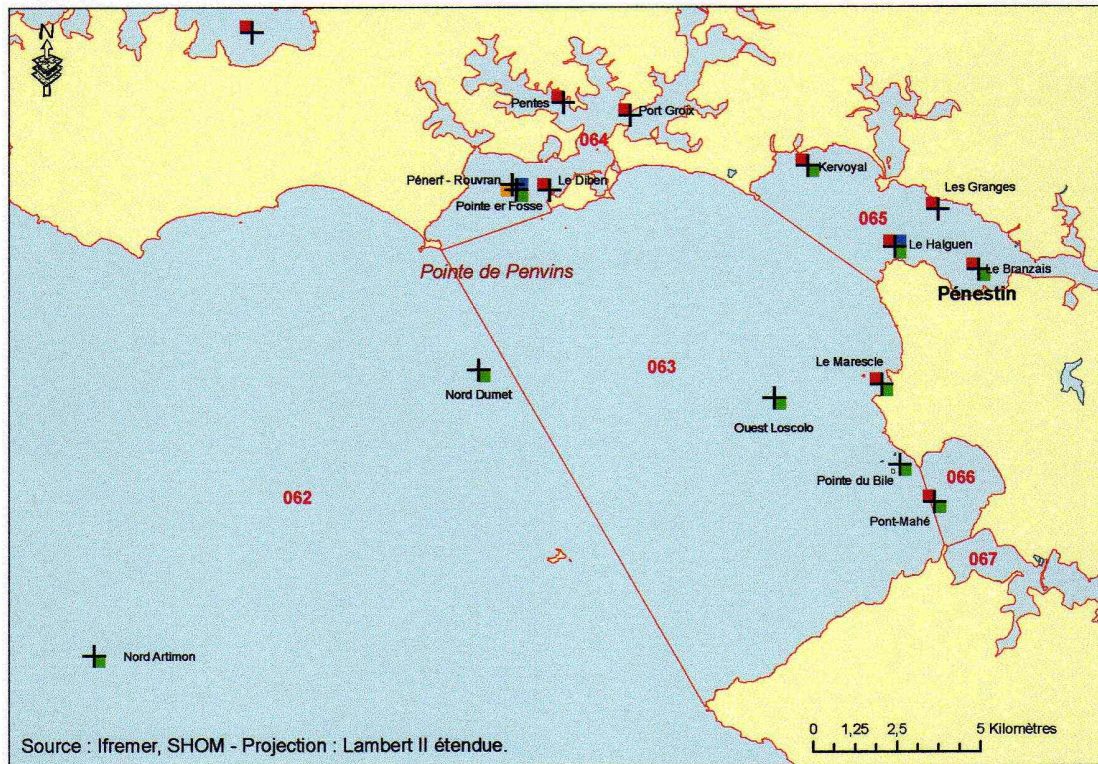 N
Pentes
Port Groix
064
Pénerf - Rouvran
Le Diben
Pointe er Fosse
Kervoyal
Les Granges
065
Le Halguen
Le Branzais
Pénestin
Pointe de Penvins
063
Le Marescle
Nord Dumet
Ouest Loscolo
Pointe du Bile
066
062
Pont-Mahé
067
Nord Artimon
0 1,25 2,5 5 Kilomètres
Source : Ifremer, SHOM - Projection : Lambert II étendue.